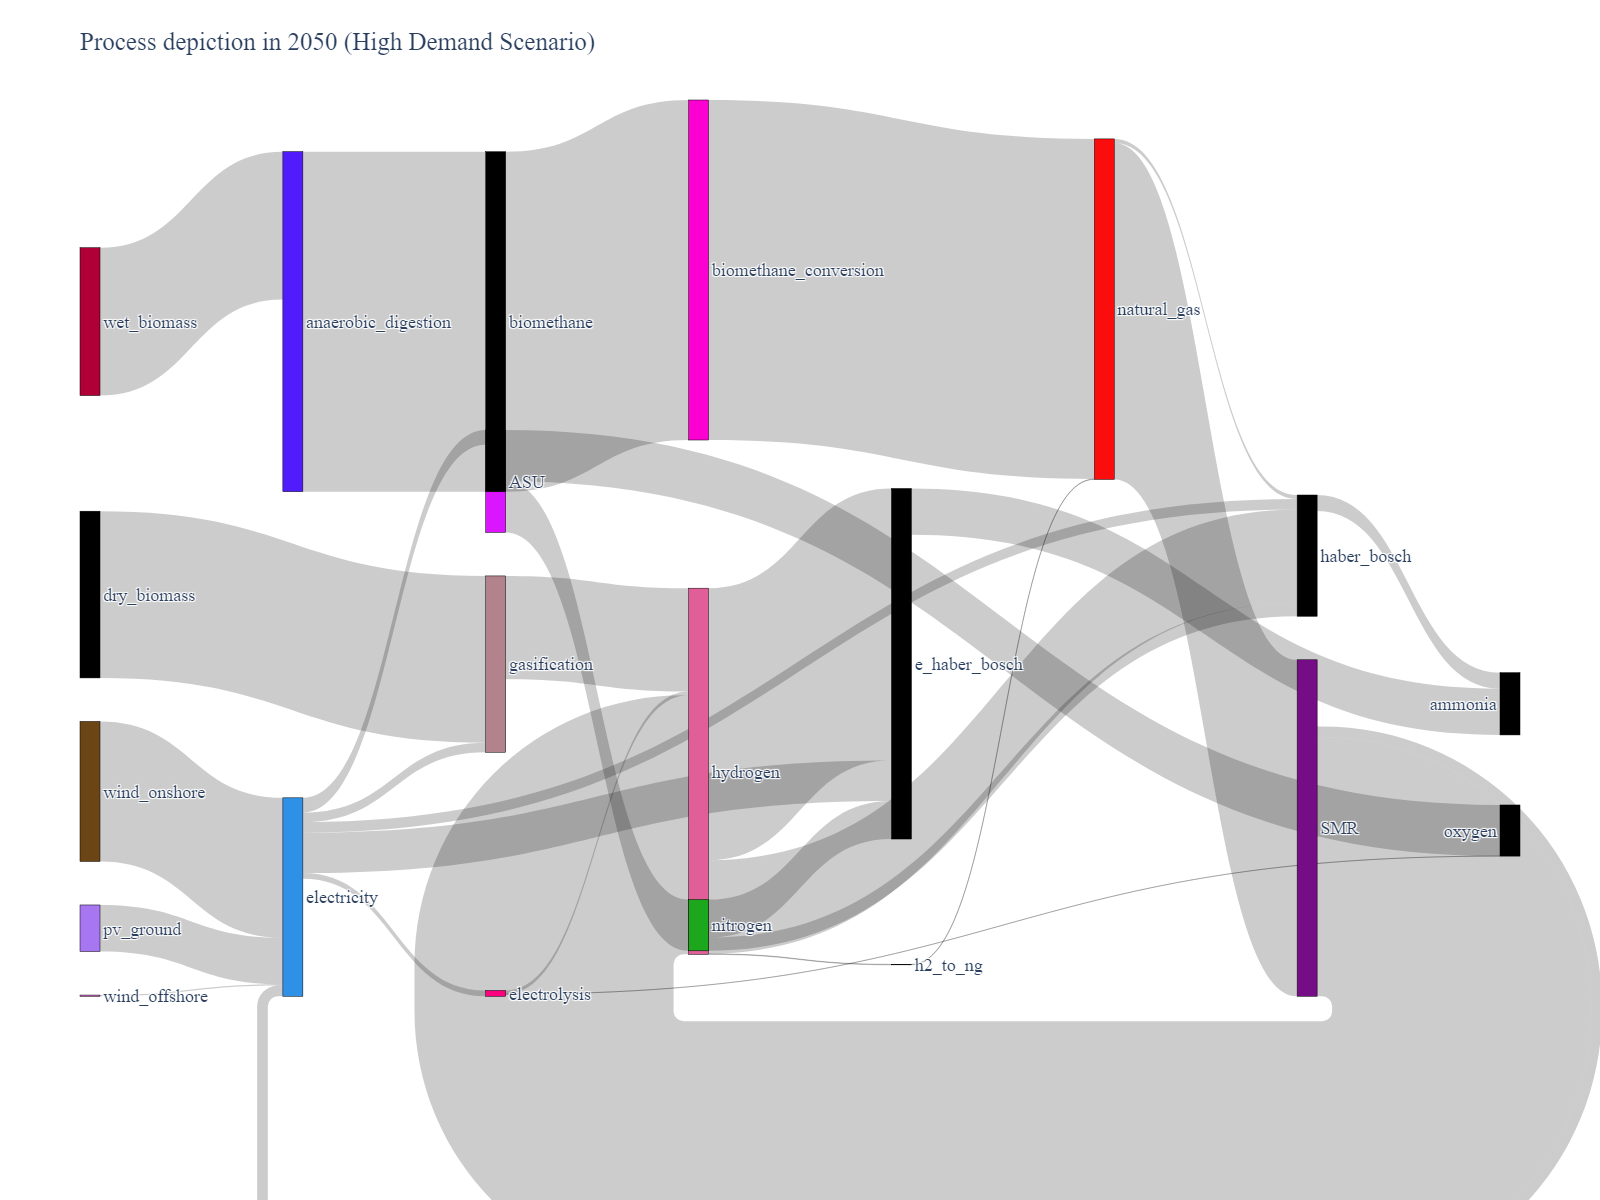 Process depiction in 2050 (High Demand Scenario)
biomethane_conversion
natural_gas
wet_biomass
anaerobic_digestion
biomethane
ASU
haber_bosch
dry_biomass
gasification
e_haber_bosch
ammonia
wind_onshore
hydrogen
SMR
oxygen
electricity
pv_ground
nitrogen
h2_to_ng
wind_offshore
electrolysis